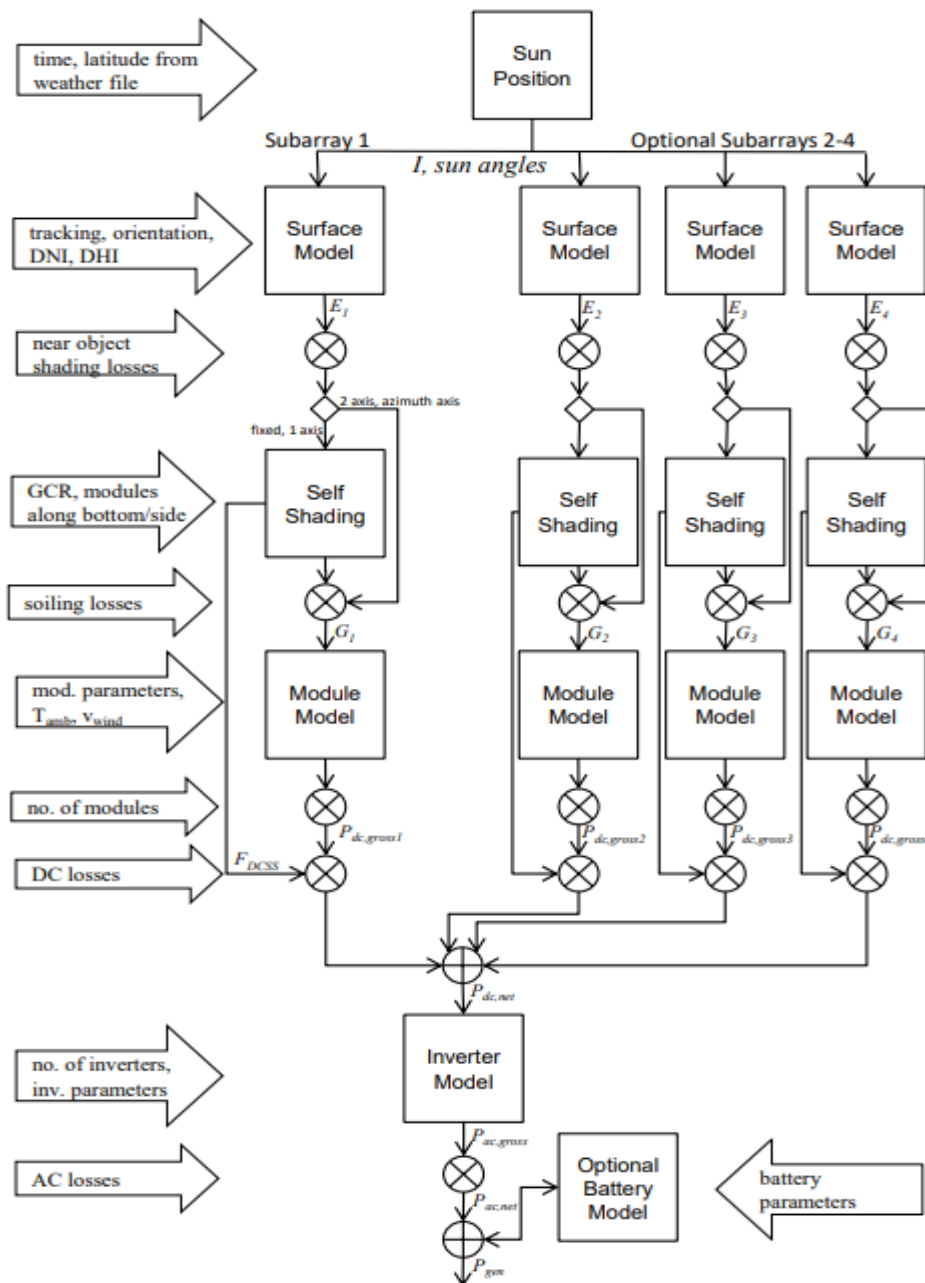 time, latitude from
weather file
Sun
Position
Subarray 1
Optional Subarrays 2-4
I, sun angles
tracking, orientation,
DNI, DHI
Surface
Model
Surface
Model
Surface
Model
Surface
Model
E1
E2
E3
E4
near object
shading losses
2 axis, azimuth axis
fixed, 1 axis
GCR, modules
along bottom/side
Self
Shading
Self
Shading
Self
Shading
Self
Shading
soiling losses
G1
G2
G3
G4
mod. parameters,
Tamb, vwind
Module
Model
Module
Model
Module
Model
Module
Model
no. of modules
Pdc,gross1
Pdc,gross2
Pdc,gross3
Pdc,gross
DC losses
FDCSS
Pdc,net
no. of inverters,
inv. parameters
Inverter
Model
Pac,gross
AC losses
Optional
Battery
Model
battery
parameters
Pac,net
Pgen